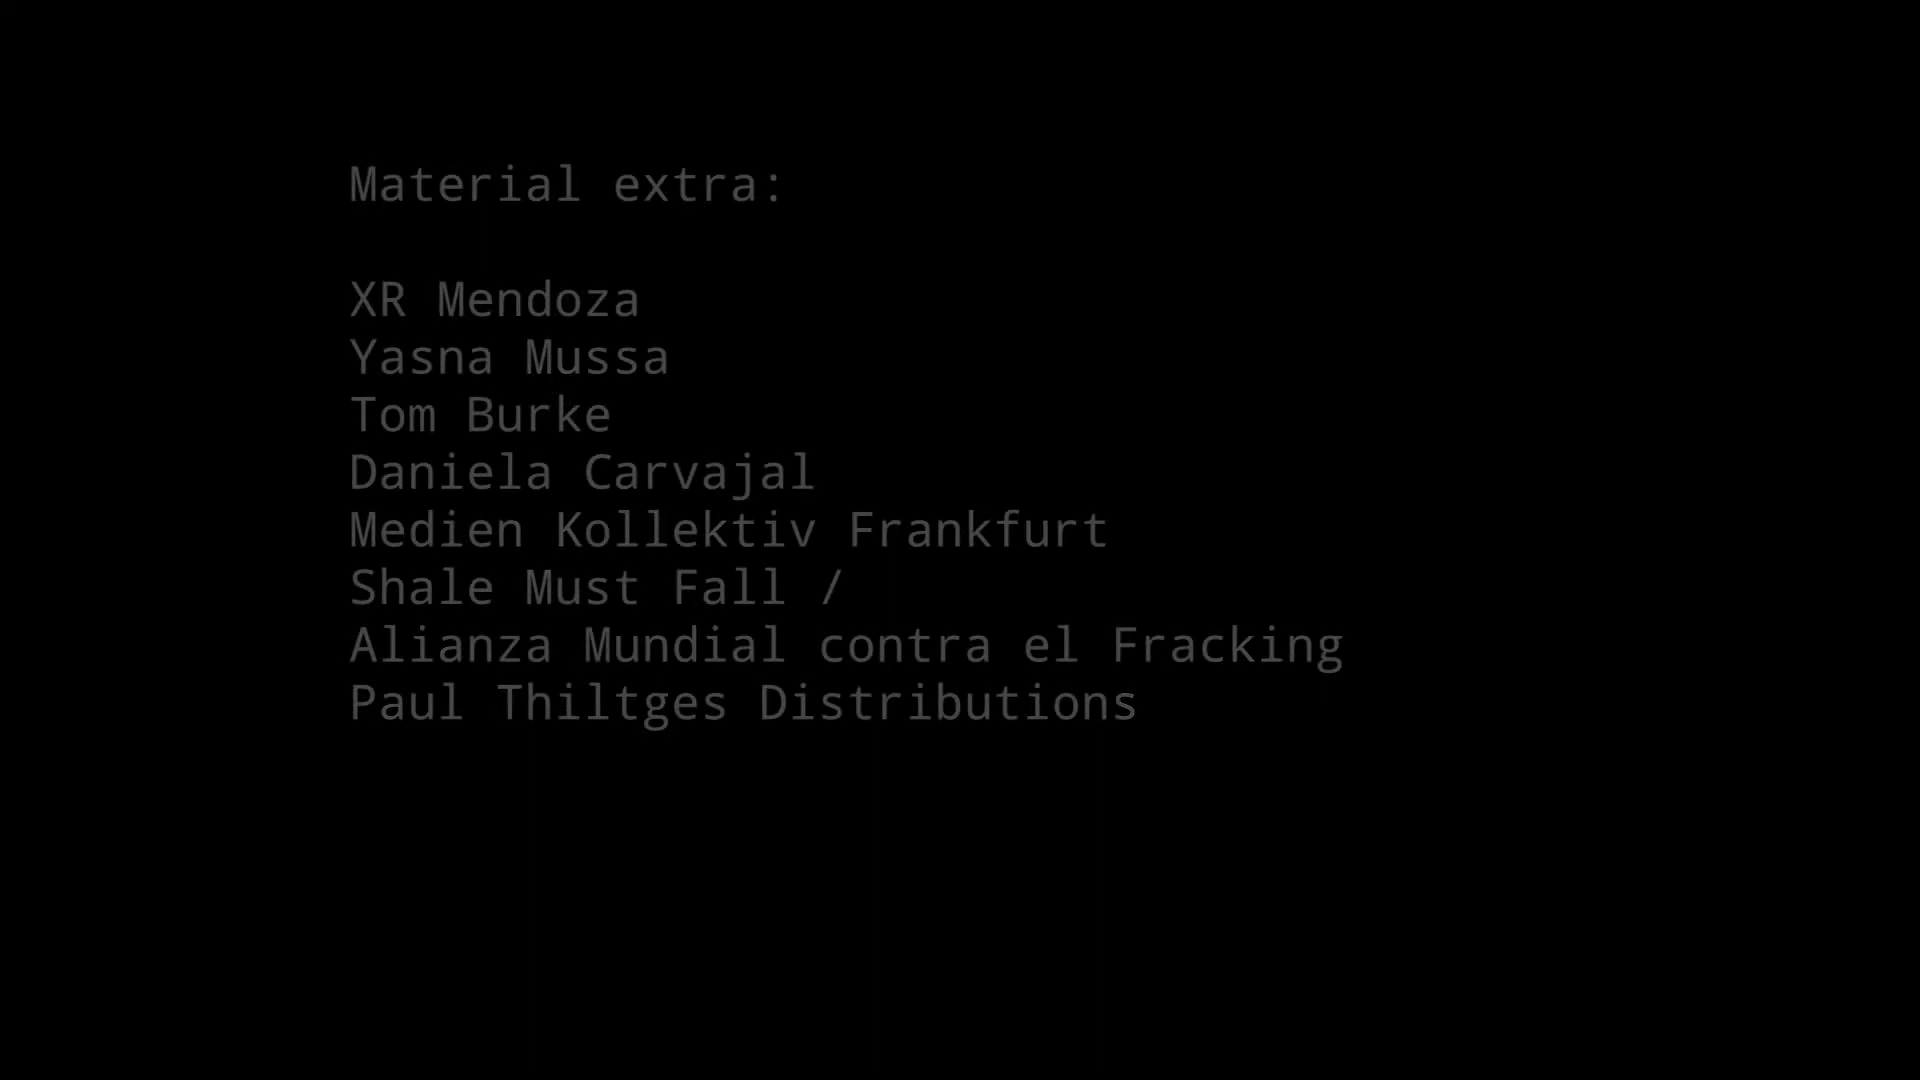 Material extra:
XR Mendoza
Yasna Mussa
Tom Burke
Daniela Carvajal
Medien Kollektiv Frankfurt
Shale Must Fall /
Alianza Mundial contra el Fracking
Paul Thiltges Distributions